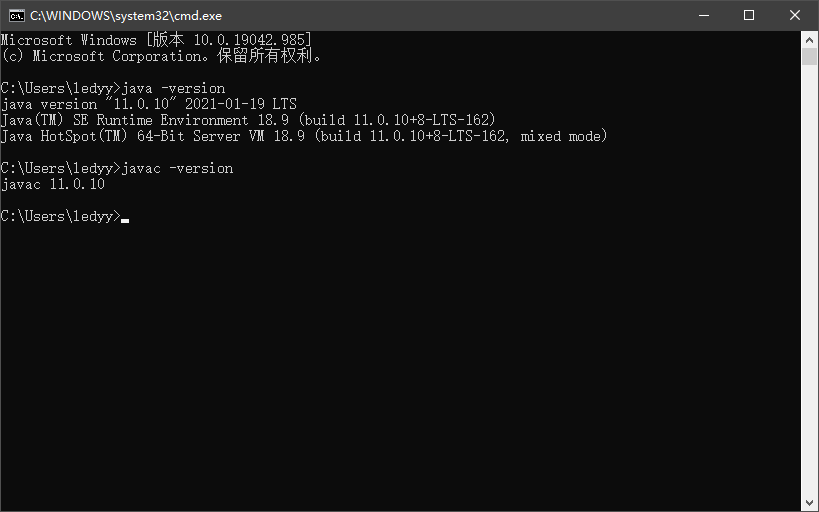 C:\WINDOWS\system32\cmd.exe
Microsoft Windows [版本 10.0.19042.985]
(c) Microsoft Corporation。保留所有权利。
C:\Users\ledyy>java -version
java version "11.0.10" 2021-01-19 LTS
Java(TM) SE Runtime Environment 18.9 (build 11.0.10+8-LTS-162)
Java HotSpot(TM) 64-Bit Server VM 18.9 (build 11.0.10+8-LTS-162, mixed mode)
C:\Users\ledyy>javac -version
javac 11.0.10
C:\Users\ledyy>